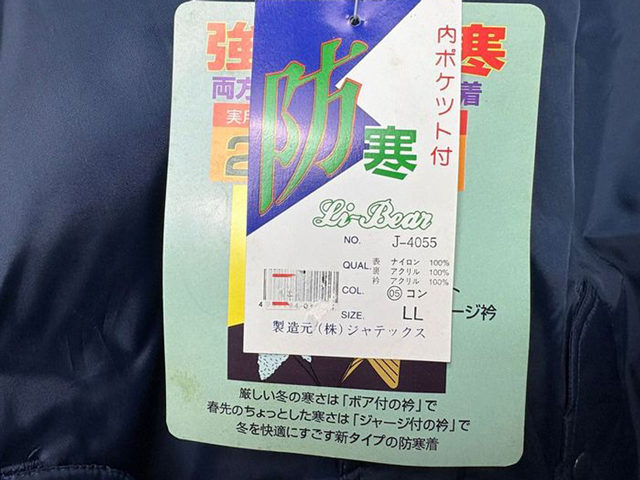 強
寒
両方
着
実用
2
防
寒
内ポケット付
Li-Bear
NO. J-4055
QUAL. 表 ナイロン 100%
裏 アクリル 100%
衿 アクリル 100%
COL. 05 コン
SIZE. LL
製造元(株)ジャテックス
ージ衿
厳しい冬の寒さは「ボア付の衿」で
春先のちょっとした寒さは「ジャージ付の衿」で
冬を快適にすごす新タイプの防寒着